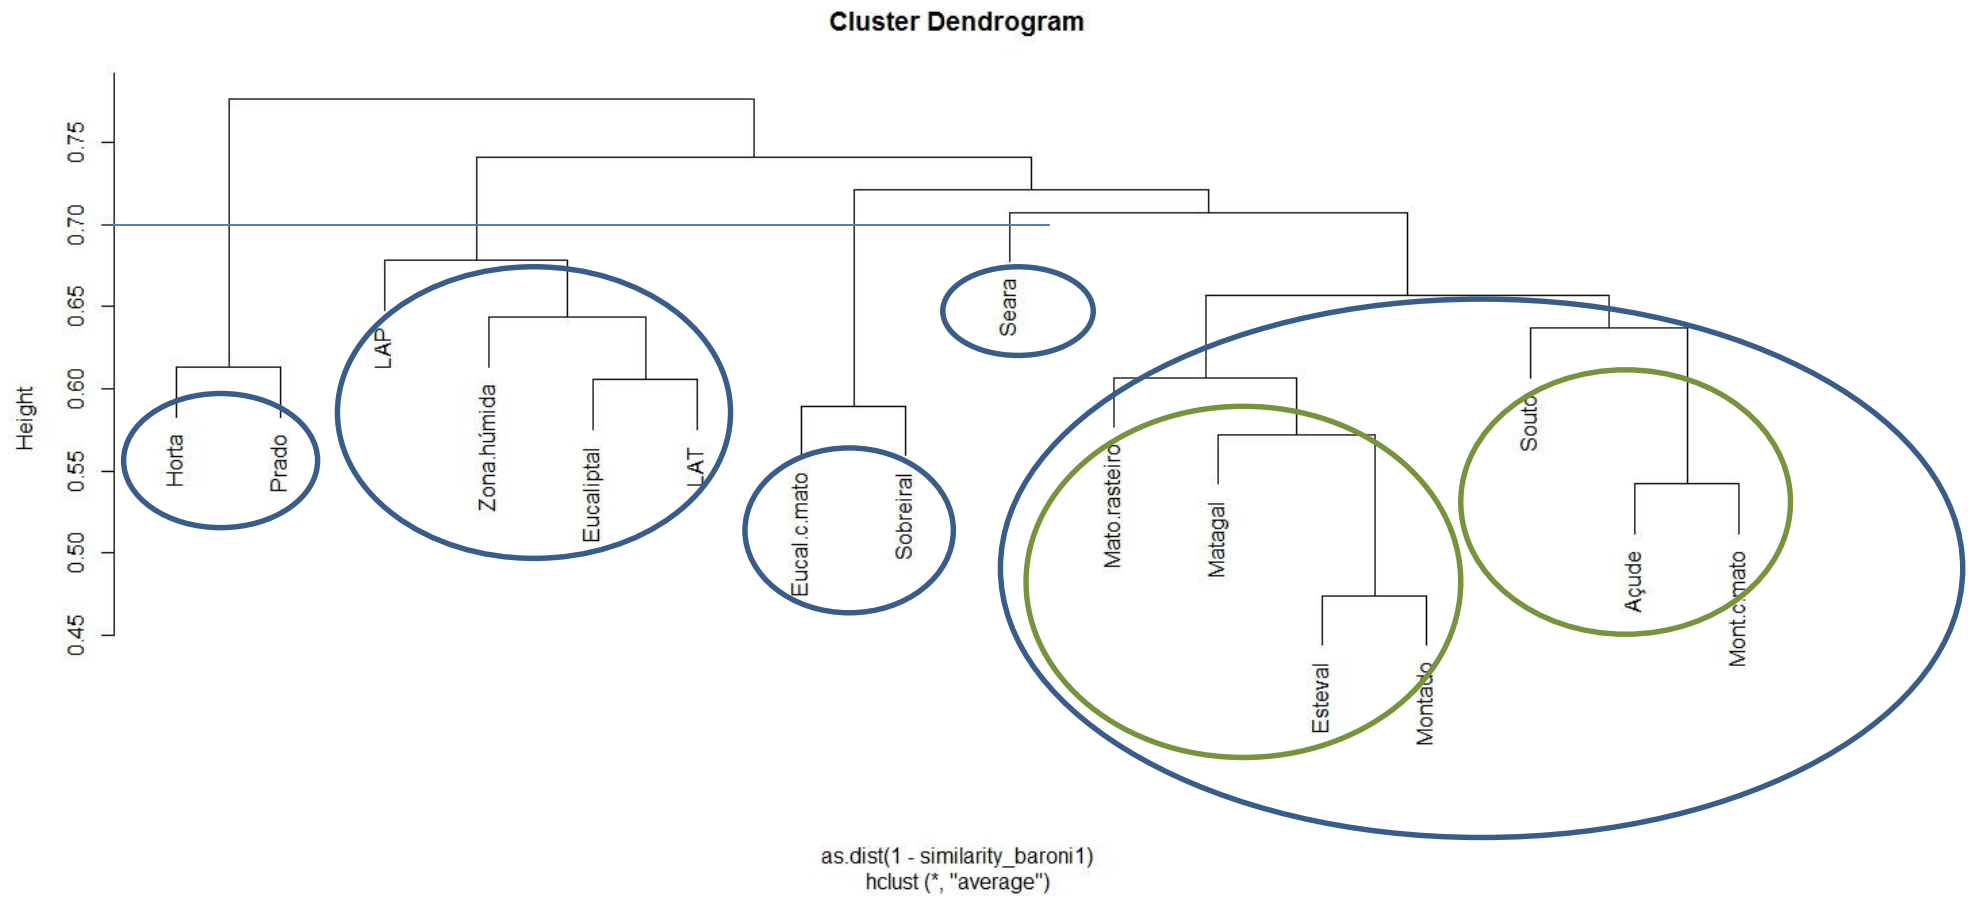 Cluster Dendrogram
Height
0.75
0.70
0.65
0.60
0.55
0.50
0.45
Horta
Prado
LAP
Zona.húmida
Eucaliptal
LAT
Eucal.c.mato
Sobreiral
Seara
Mato.rasteiro
Matagal
Esteval
Montado
Souto
Açude
Mont.c.mato
as.dist(1 - similarity_baroni1)
hclust (*, "average")